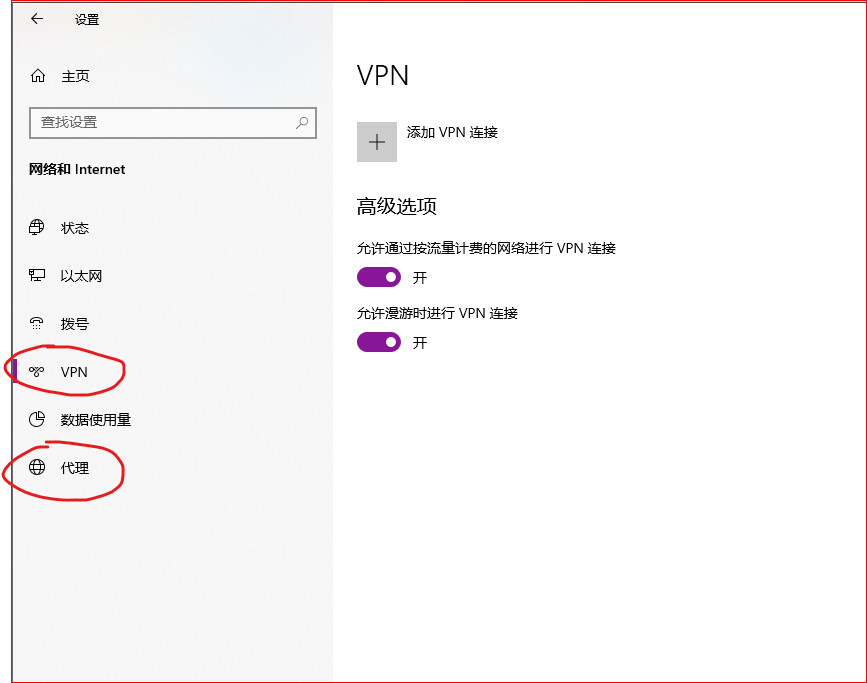 设置
主页
查找设置
网络和 Internet
状态
以太网
拨号
VPN
数据使用量
代理
VPN
添加 VPN 连接
高级选项
允许通过按流量计费的网络进行 VPN 连接
开
允许漫游时进行 VPN 连接
开